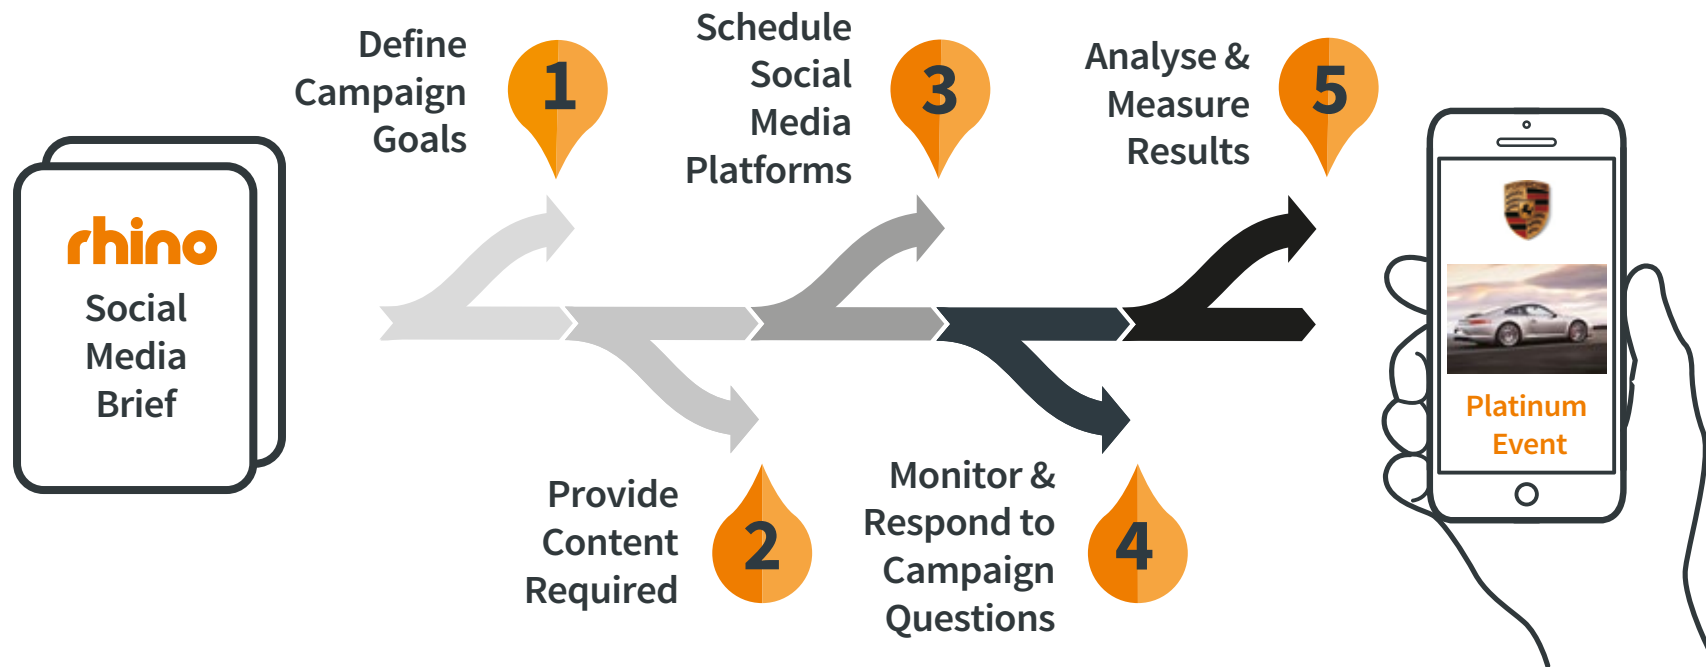 rhino
Social
Media
Brief
Define
Campaign
Goals
1
Provide
Content
Required
2
Schedule
Social
Media
Platforms
3
Monitor &
Respond to
Campaign
Questions
4
Analyse &
Measure
Results
5
Platinum
Event